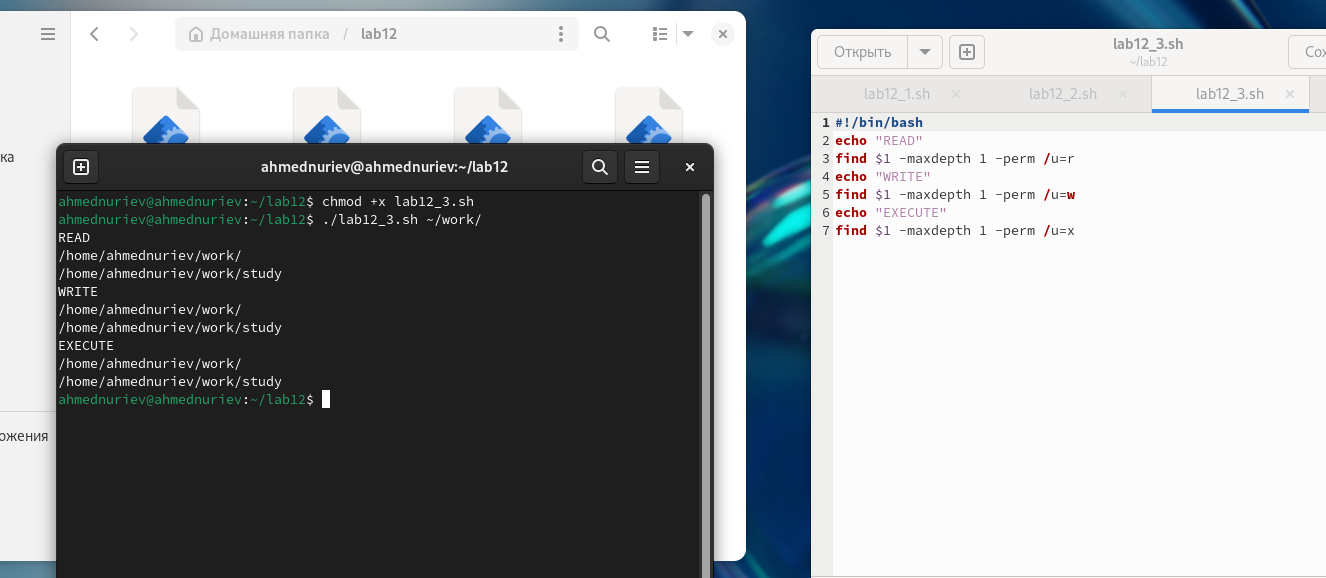 Домашняя папка / lab12
ка
ожения
ahmednuriev@ahmednuriev:~/lab12
ahmednuriev@ahmednuriev:~/lab12$ chmod +x lab12_3.sh
ahmednuriev@ahmednuriev:~/lab12$ ./lab12_3.sh ~/work/
READ
/home/ahmednuriev/work/
/home/ahmednuriev/work/study
WRITE
/home/ahmednuriev/work/
/home/ahmednuriev/work/study
EXECUTE
/home/ahmednuriev/work/
/home/ahmednuriev/work/study
ahmednuriev@ahmednuriev:~/lab12$
Открыть
lab12_3.sh
~/lab12
Сох
lab12_1.sh
lab12_2.sh
lab12_3.sh
1 #!/bin/bash
2 echo "READ"
3 find $1 -maxdepth 1 -perm /u=r
4 echo "WRITE"
5 find $1 -maxdepth 1 -perm /u=w
6 echo "EXECUTE"
7 find $1 -maxdepth 1 -perm /u=x